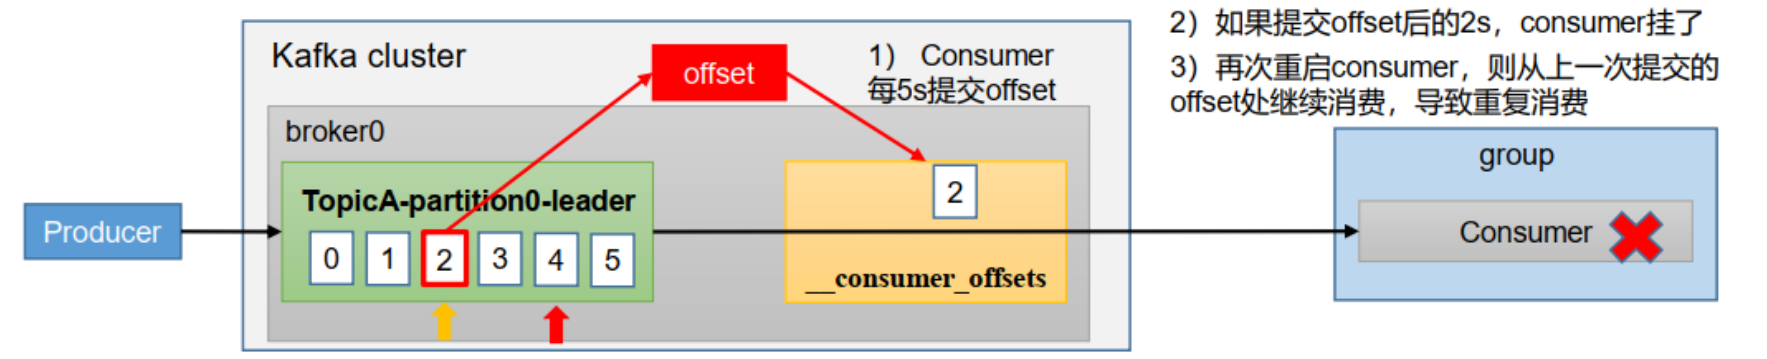 Kafka cluster
offset
1） Consumer
每5s提交offset
2）如果提交offset后的2s，consumer挂了
3）再次重启consumer，则从上一次提交的
offset处继续消费，导致重复消费
broker0
TopicA-partition0-leader
0 1 2 3 4 5
2
__consumer_offsets
Producer
group
Consumer